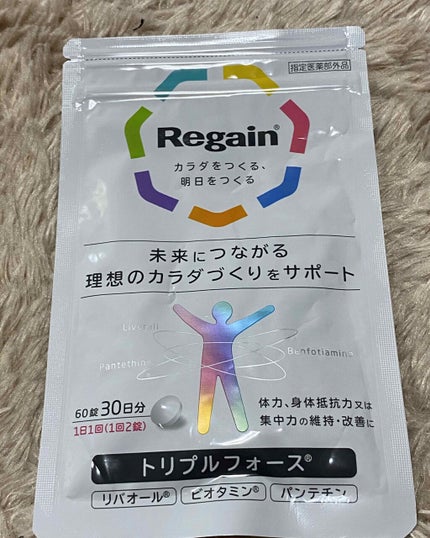 指定医薬部外品
Regain®
カラダをつくる、
明日をつくる
未来につながる
理想のカラダづくりをサポート
Liverall
Pantethine
Benfotiamine
60錠30日分
1日1回(1回2錠)
体力、身体抵抗力又は
集中力の維持・改善に
トリプルフォース®
リバオール® ビオタミン® パンテチン